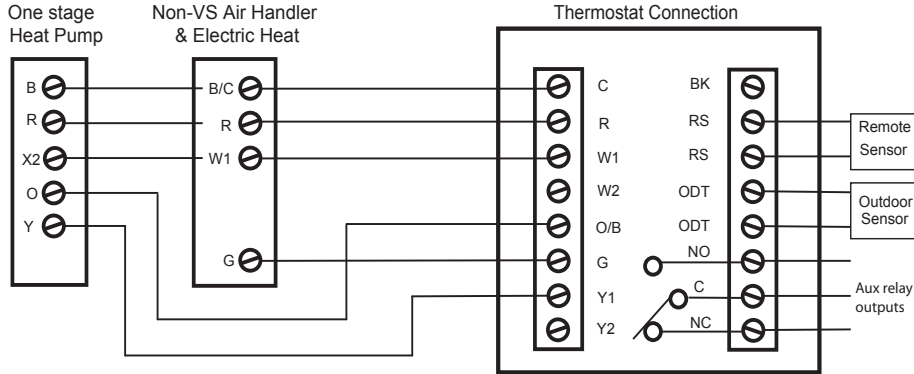 One stage
Heat Pump
Non-VS Air Handler
& Electric Heat
Thermostat Connection
B
R
X2
O
Y
B/C
R
W1
G
C
R
W1
W2
O/B
G
Y1
Y2
BK
RS
RS
ODT
ODT
NO
C
NC
Remote
Sensor
Outdoor
Sensor
Aux relay
outputs